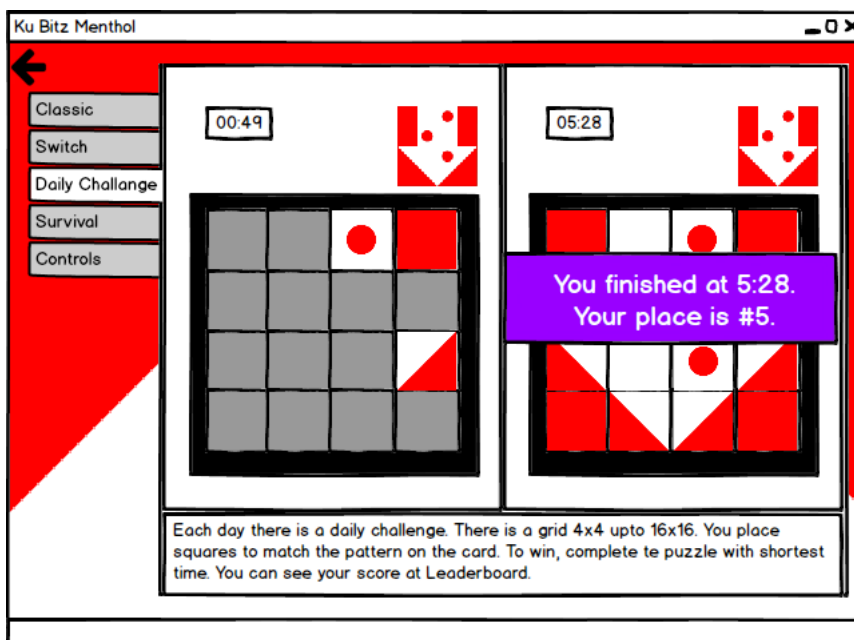 Ku Bitz Menthol
Classic
Switch
Daily Challange
Survival
Controls
00:49
05:28
You finished at 5:28.
Your place is #5.
Each day there is a daily challenge. There is a grid 4x4 upto 16x16. You place
squares to match the pattern on the card. To win, complete te puzzle with shortest
time. You can see your score at Leaderboard.